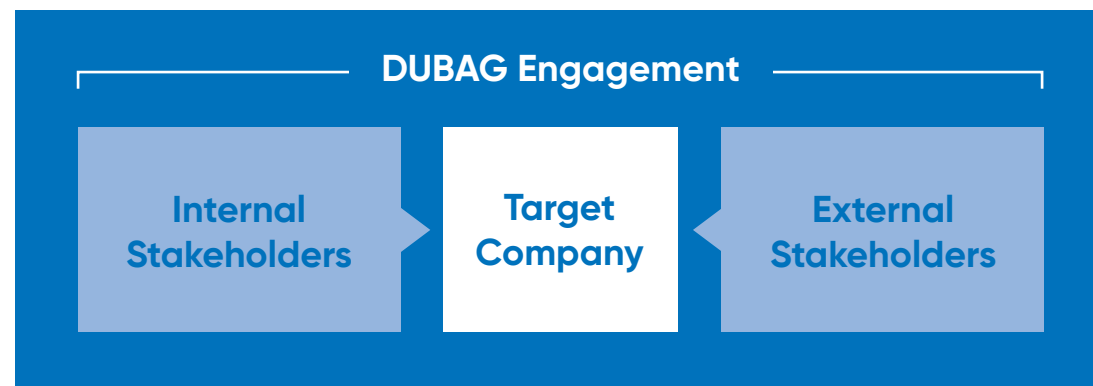 DUBAG Engagement
Internal
Stakeholders
Target
Company
External
Stakeholders